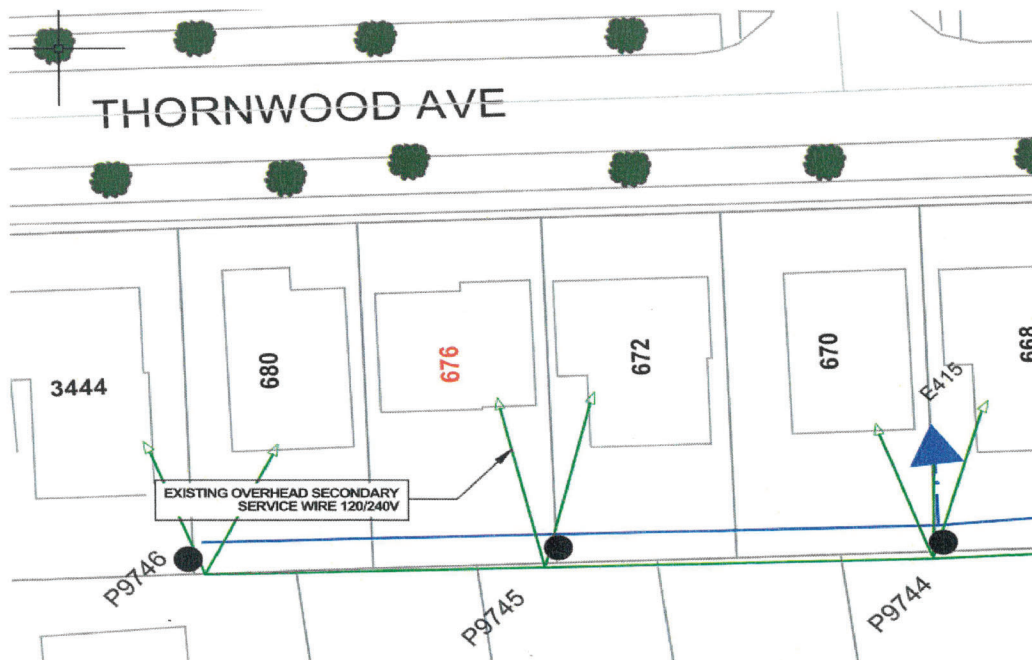 THORNWOOD AVE
3444
680
676
672
670
668
E415
EXISTING OVERHEAD SECONDARY
SERVICE WIRE 120/240V
P9746
P9745
P9744